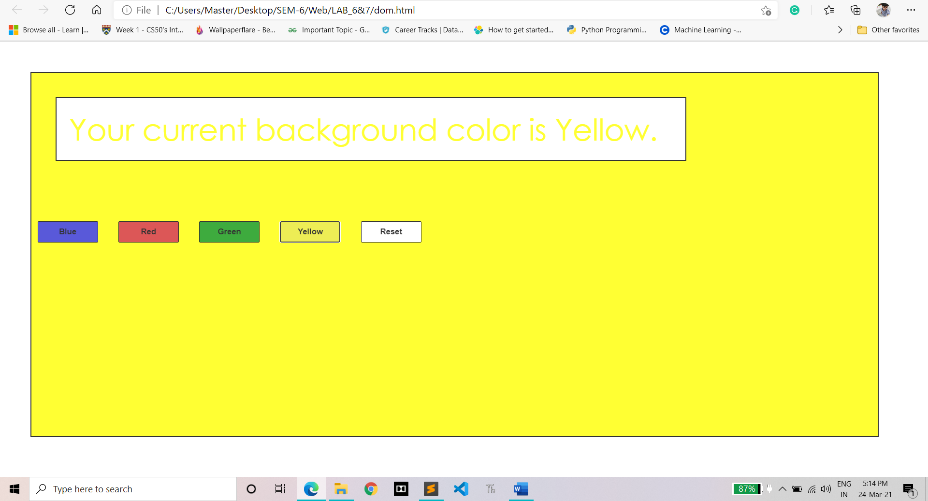 File | C:/Users/Master/Desktop/SEM-6/Web/LAB_6&7/dom.html
Browse all - Learn |... Week 1 - CS50's Int... Wallpaperflare - Be... Important Topic - G... Career Tracks | Data... How to get started... Python Programmi... Machine Learning -... Other favorites
Your current background color is Yellow.
Blue Red Green Yellow Reset
Type here to search 87% ENG 5:14 PM
IN 24-Mar-21 1